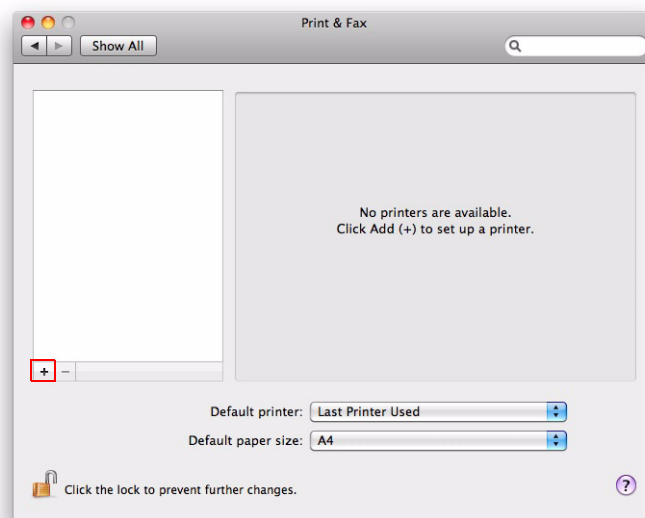 Print & Fax
Show All
No printers are available.
Click Add (+) to set up a printer.
+ −
Default printer: Last Printer Used
Default paper size: A4
Click the lock to prevent further changes.
?